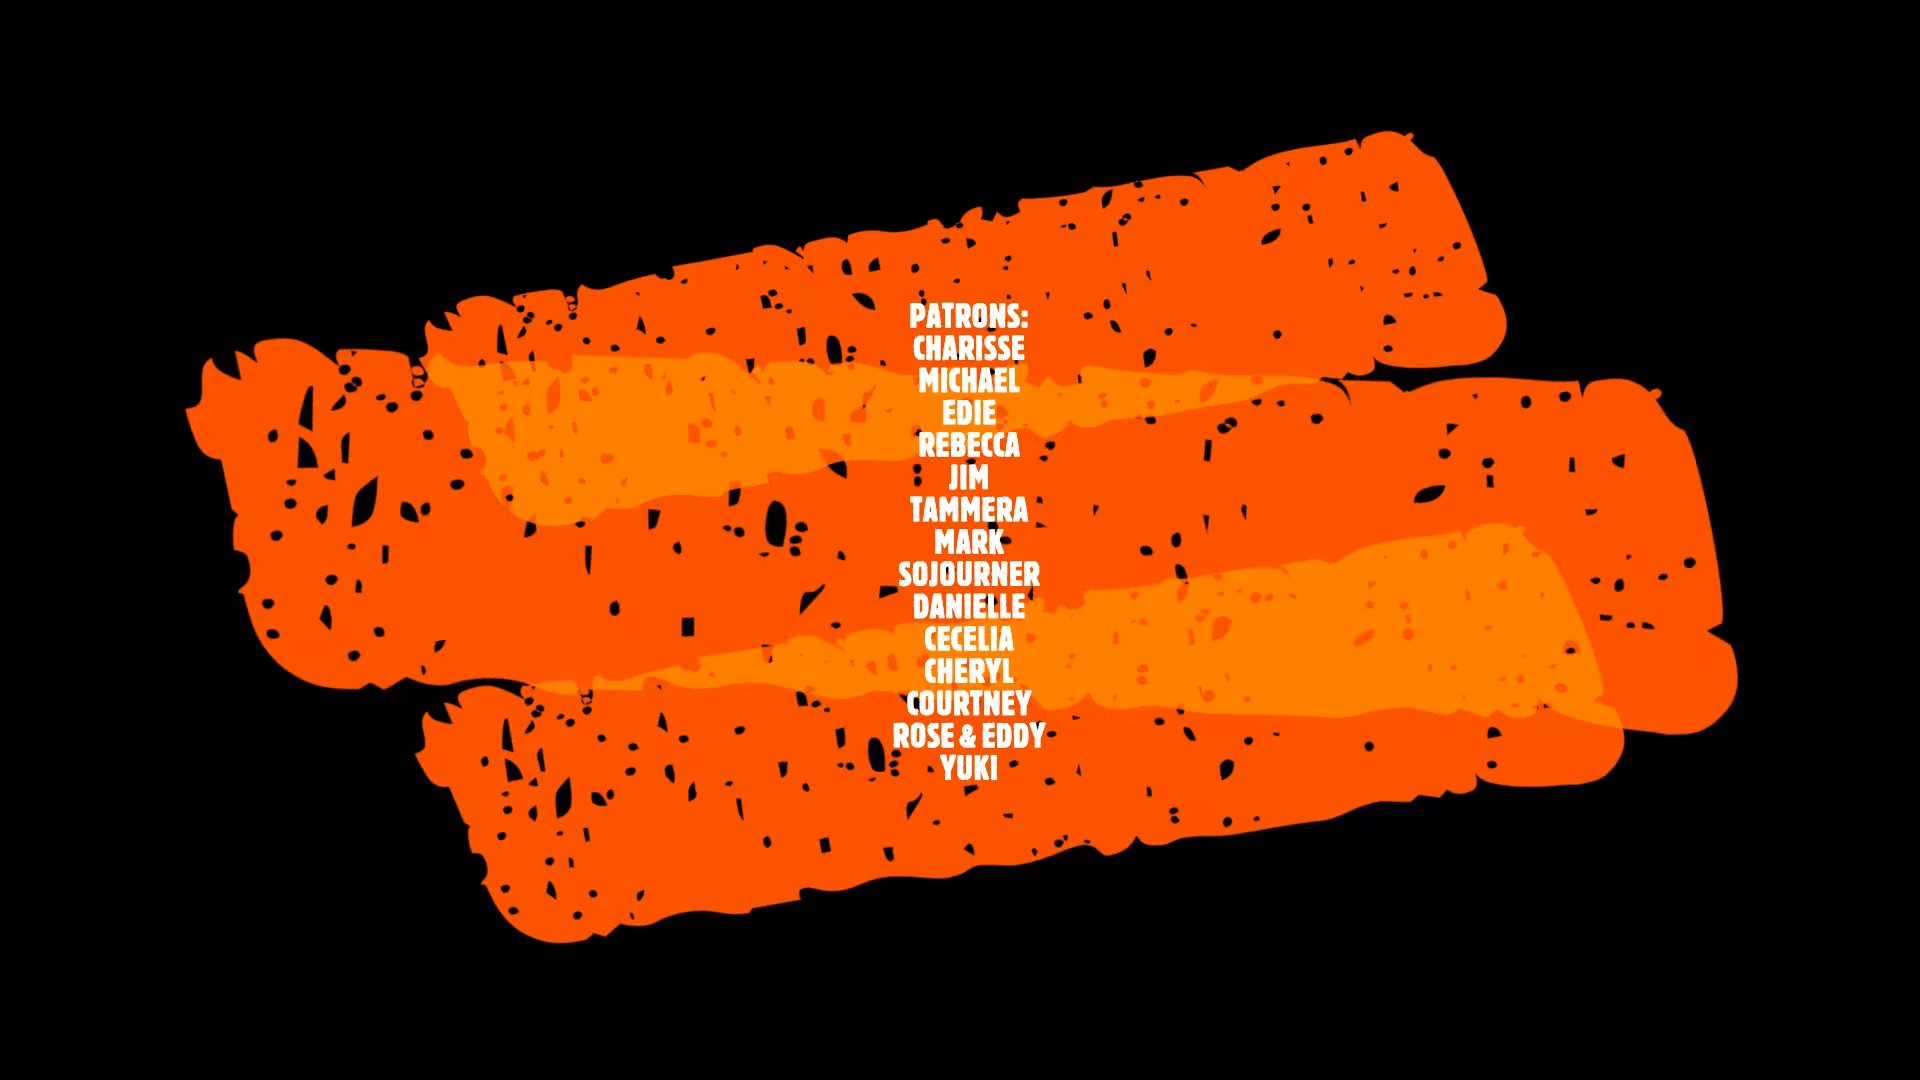 PATRONS:
CHARISSE
MICHAEL
EDIE
REBECCA
JIM
TAMMERA
MARK
SOJOURNER
DANIELLE
CECELIA
CHERYL
COURTNEY
ROSE & EDDY
YUKI